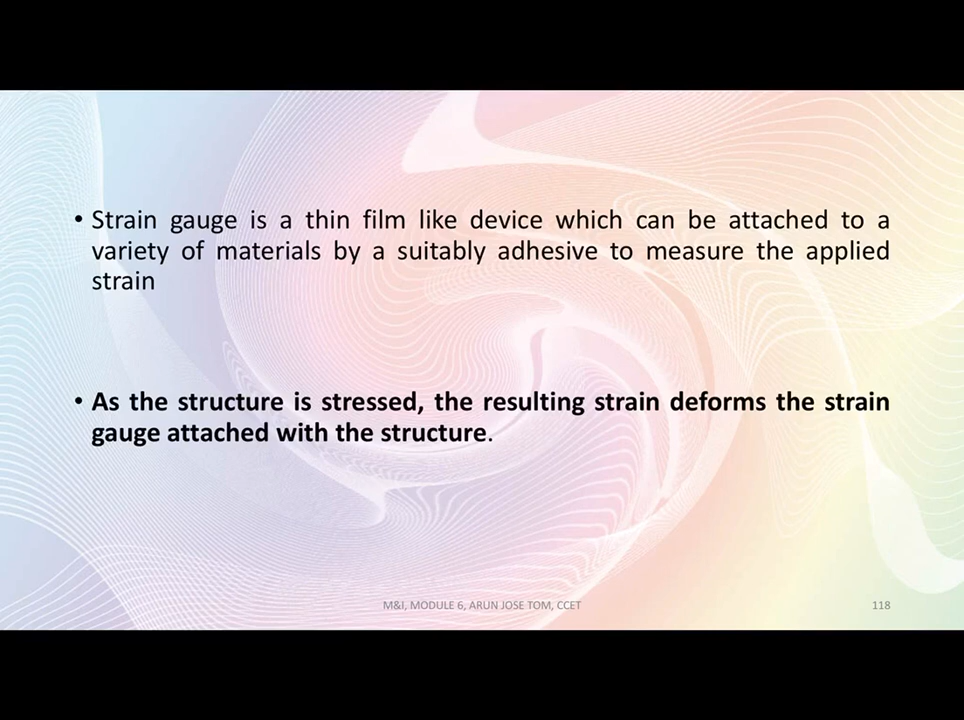 • Strain gauge is a thin film like device which can be attached to a
variety of materials by a suitably adhesive to measure the applied
strain
• As the structure is stressed, the resulting strain deforms the strain
gauge attached with the structure.
M&I, MODULE 6, ARUN JOSE TOM, CCET
118